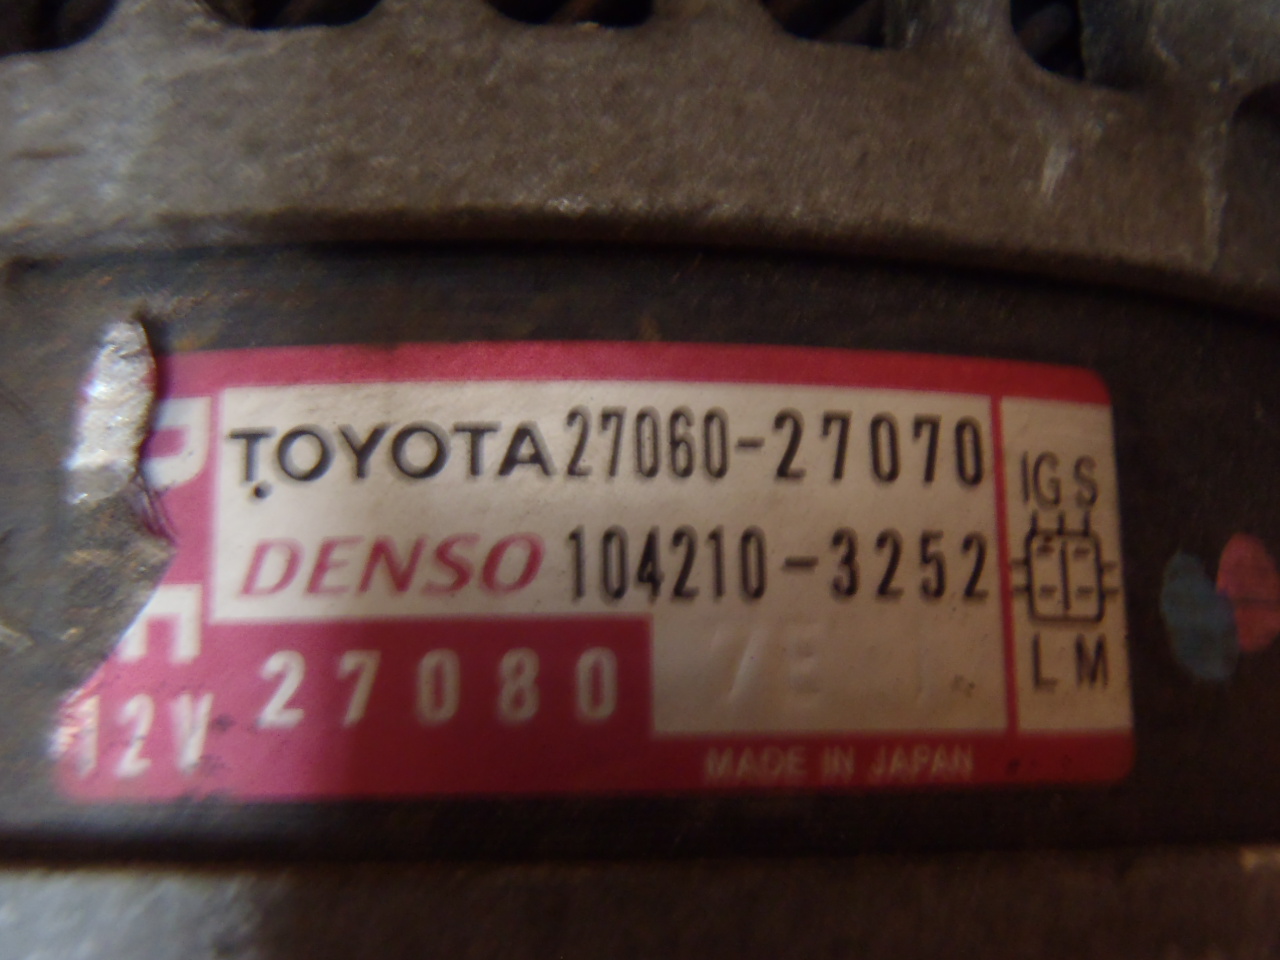 TOYOTA 27060-27070
DENSO 104210-3252
27080
12V
MADE IN JAPAN
IG S
L M